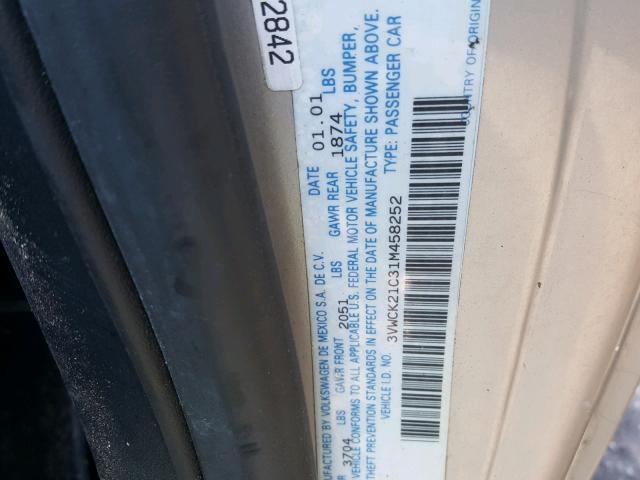 2842
MANUFACTURED BY VOLKSWAGEN DE MEXICO S.A. DE C.V. DATE 01.01
3704 LBS GAWR FRONT 2051 LBS GAWR REAR 1874 LBS
VEHICLE CONFORMS TO ALL APPLICABLE U.S. FEDERAL MOTOR VEHICLE SAFETY, BUMPER,
THEFT PREVENTION STANDARDS IN EFFECT ON THE DATE OF MANUFACTURE SHOWN ABOVE.
VEHICLE I.D. NO. 3VWCK21C31M458252 TYPE: PASSENGER CAR
COUNTRY OF ORIGIN